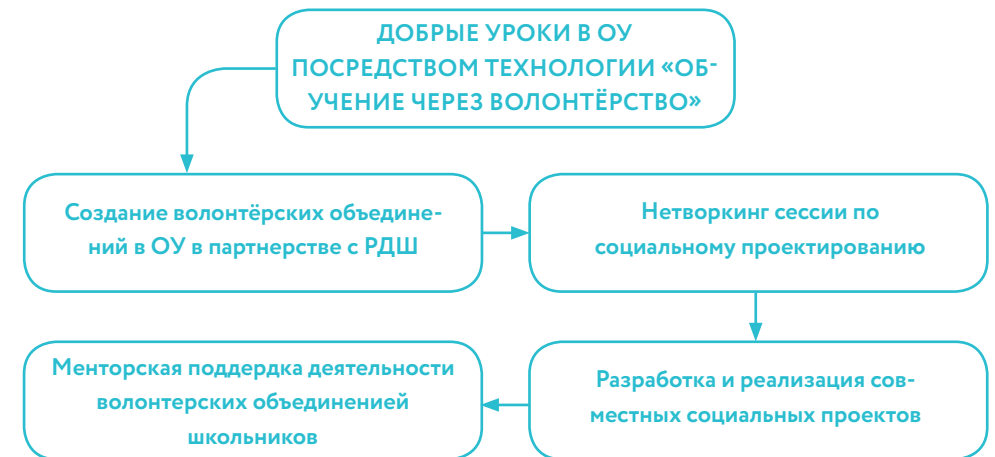 ДОБРЫЕ УРОКИ В ОУ
ПОСРЕДСТВОМ ТЕХНОЛОГИИ «ОБ-
УЧЕНИЕ ЧЕРЕЗ ВОЛОНТЁРСТВО»
Создание волонтёрских объедине-
ний в ОУ в партнерстве с РДШ
Нетворкинг сессии по
социальному проектированию
Разработка и реализация сов-
местных социальных проектов
Менторская поддердка деятельности
волонтерских объединенией
школьников